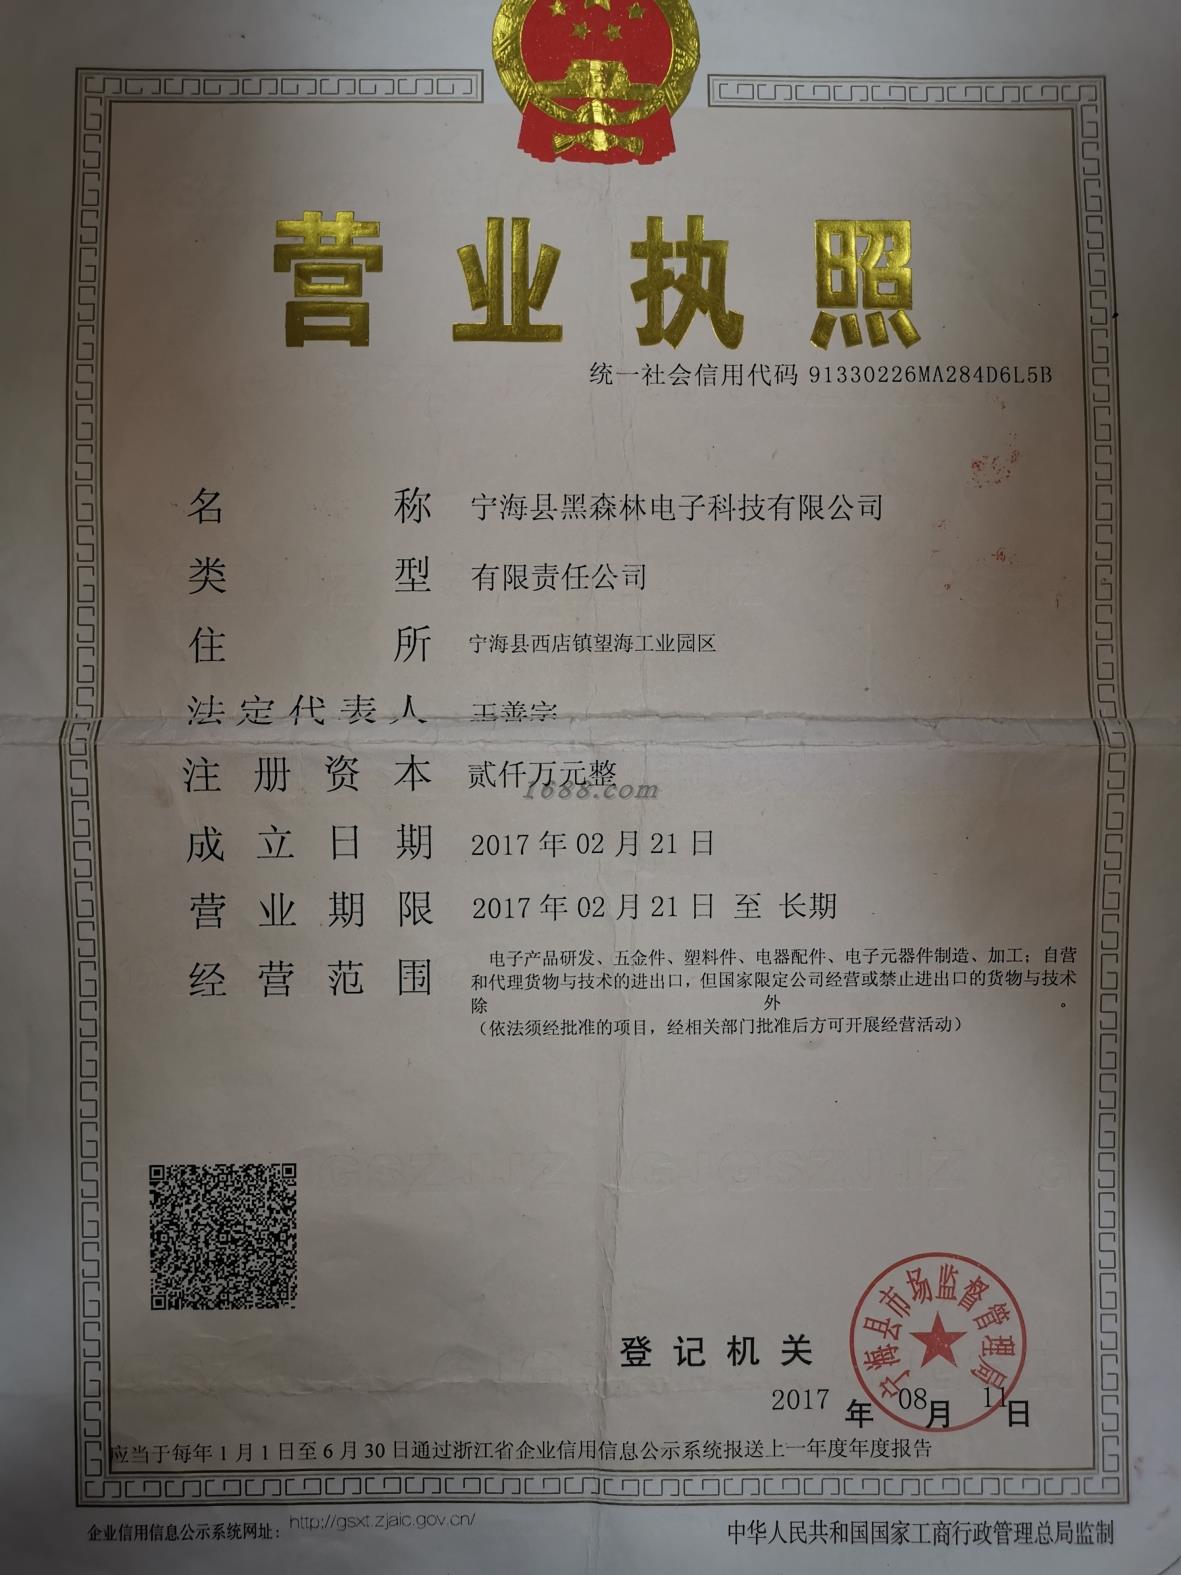 营业执照
统一社会信用代码 91330226MA284D6L5B
名称 宁海县黑森林电子科技有限公司
类型 有限责任公司
住所 宁海县西店镇望海工业园区
法定代表人 王善宗
注册资本 贰仟万元整
1688.com
成立日期 2017年02月21日
营业期限 2017年02月21日 至 长期
经营范围 电子产品研发、五金件、塑料件、电器配件、电子元器件制造、加工；自营
和代理货物与技术的进出口，但国家限定公司经营或禁止进出口的货物与技术
除外。
（依法须经批准的项目，经相关部门批准后方可开展经营活动）
宁海县市场监督管理局
登记机关
2017年08月11日
应当于每年1月1日至6月30日通过浙江省企业信用信息公示系统报送上一年度年度报告
企业信用信息公示系统网址： http://gsxt.zjaic.gov.cn/
中华人民共和国国家工商行政管理总局监制